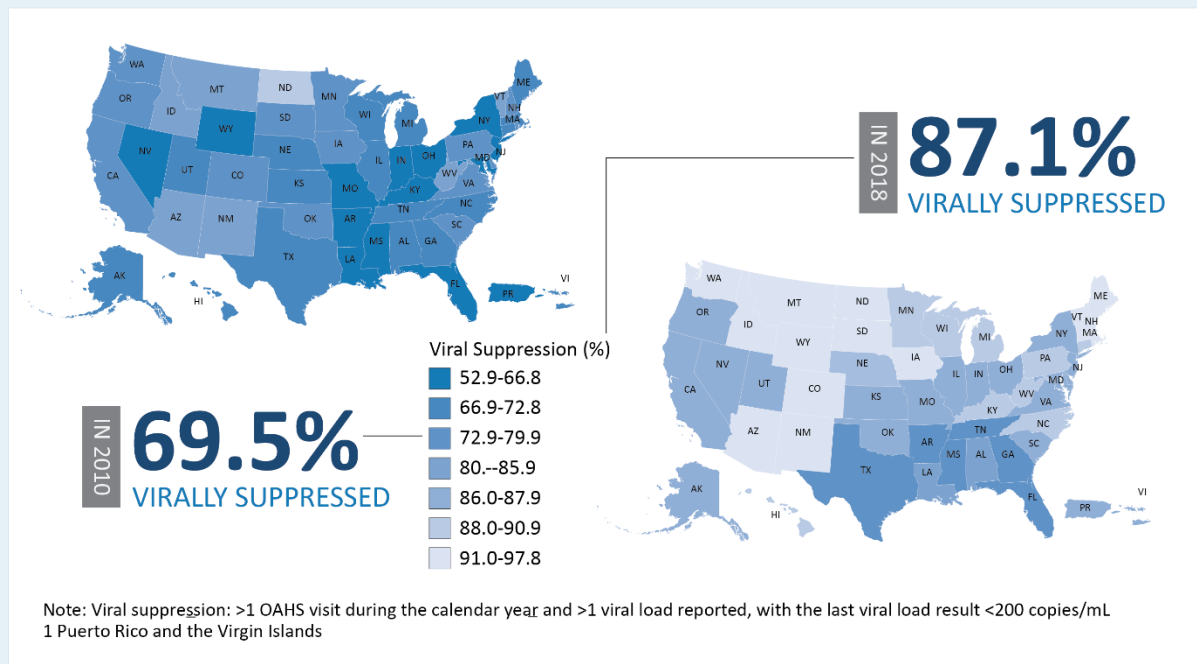 WA
MT
ND
MN
ME
OR
ID
SD
WI
MI
VT
NH
MA
NY
WY
IA
NE
PA
NJ
NV
UT
CO
IL
IN
OH
MD
WV
VA
CA
KS
MO
KY
NC
AZ
NM
OK
AR
TN
SC
TX
LA
MS
AL
GA
FL
AK
HI
PR
VI
IN 2018
87.1%
VIRALLY SUPPRESSED
IN 2010
69.5%
VIRALLY SUPPRESSED
Viral Suppression (%)
52.9-66.8
66.9-72.8
72.9-79.9
80.--85.9
86.0-87.9
88.0-90.9
91.0-97.8
WA
MT
ND
MN
ME
OR
ID
SD
WI
MI
VT
NH
MA
NY
WY
IA
NE
PA
NJ
NV
UT
CO
IL
IN
OH
MD
WV
VA
CA
KS
MO
KY
NC
AZ
NM
OK
AR
TN
SC
TX
LA
MS
AL
GA
FL
AK
HI
PR
VI
Note: Viral suppression: >1 OAHS visit during the calendar year and >1 viral load reported, with the last viral load result <200 copies/mL
1 Puerto Rico and the Virgin Islands